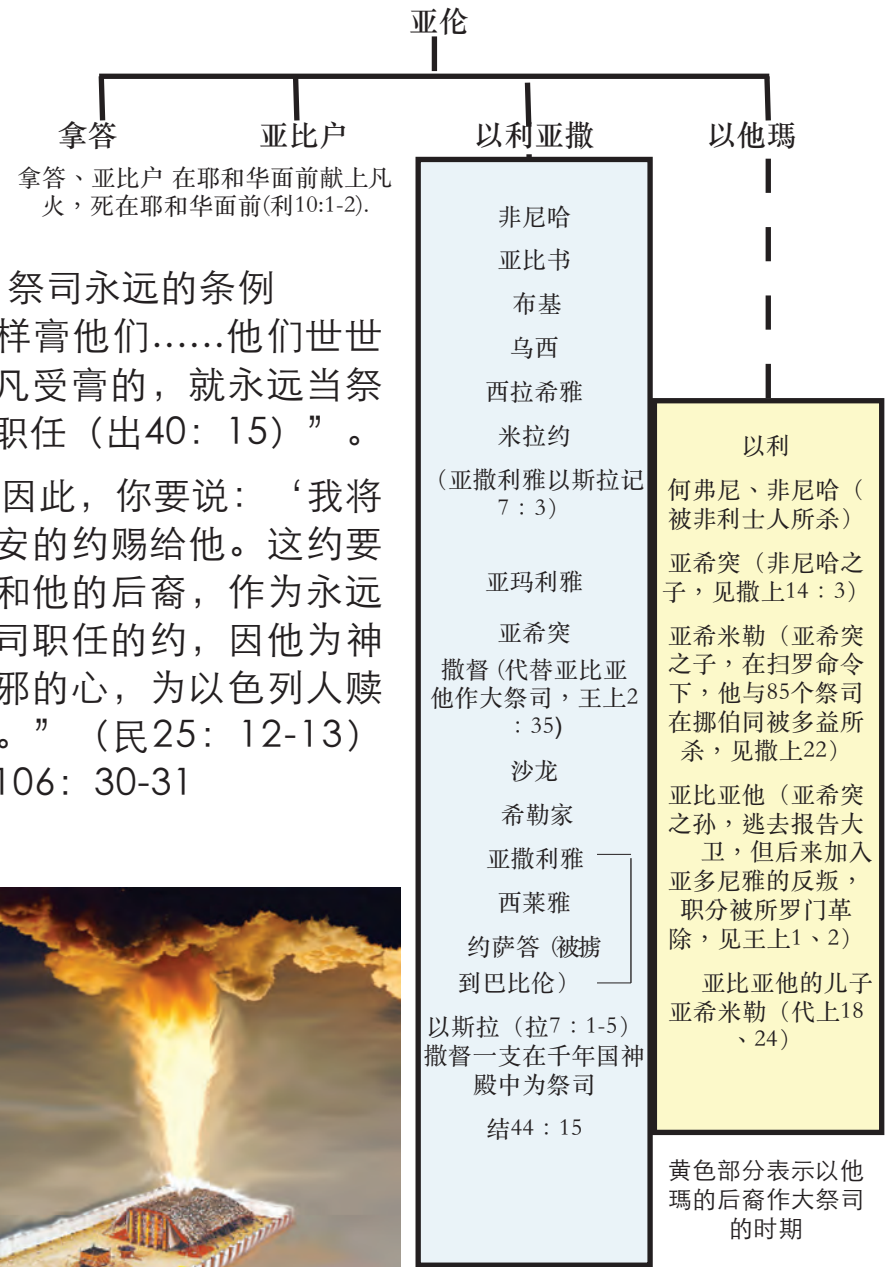 亚伦
拿答
亚比户
以利亚撒
以他瑪
拿答、亚比户 在耶和华面前献上凡
火，死在耶和华面前(利10:1-2).
祭司永远的条例
样膏他们......他们世世
凡受膏的，就永远当祭
职任（出40：15）”。
因此，你要说：‘我将
安的约赐给他。这约要
和他的后裔，作为永远
司职任的约，因他为神
邪的心，为以色列人赎
。”（民25：12-13）
106：30-31
非尼哈
亚比书
布基
乌西
西拉希雅
米拉约
（亚撒利雅以斯拉记
7：3）
亚玛利雅
亚希突
撒督 (代替亚比亚
他作大祭司，王上2
：35)
沙龙
希勒家
亚撒利雅
西莱雅
约萨答（被掳
到巴比伦）
以斯拉（拉7：1-5）
撒督一支在千年国神
殿中为祭司
结44：15
以利
何弗尼、非尼哈（
被非利士人所杀）
亚希突（非尼哈之
子，见撒上14：3）
亚希米勒（亚希突
之子，在扫罗命令
下，他与85个祭司
在挪伯同被多益所
杀，见撒上22）
亚比亚他（亚希突
之孙，逃去报告大
卫，但后来加入
亚多尼雅的反叛，
职分被所罗门革
除，见王上1、2）
亚比亚他的儿子
亚希米勒（代上18
、24）
黄色部分表示以他
瑪的后裔作大祭司
的时期